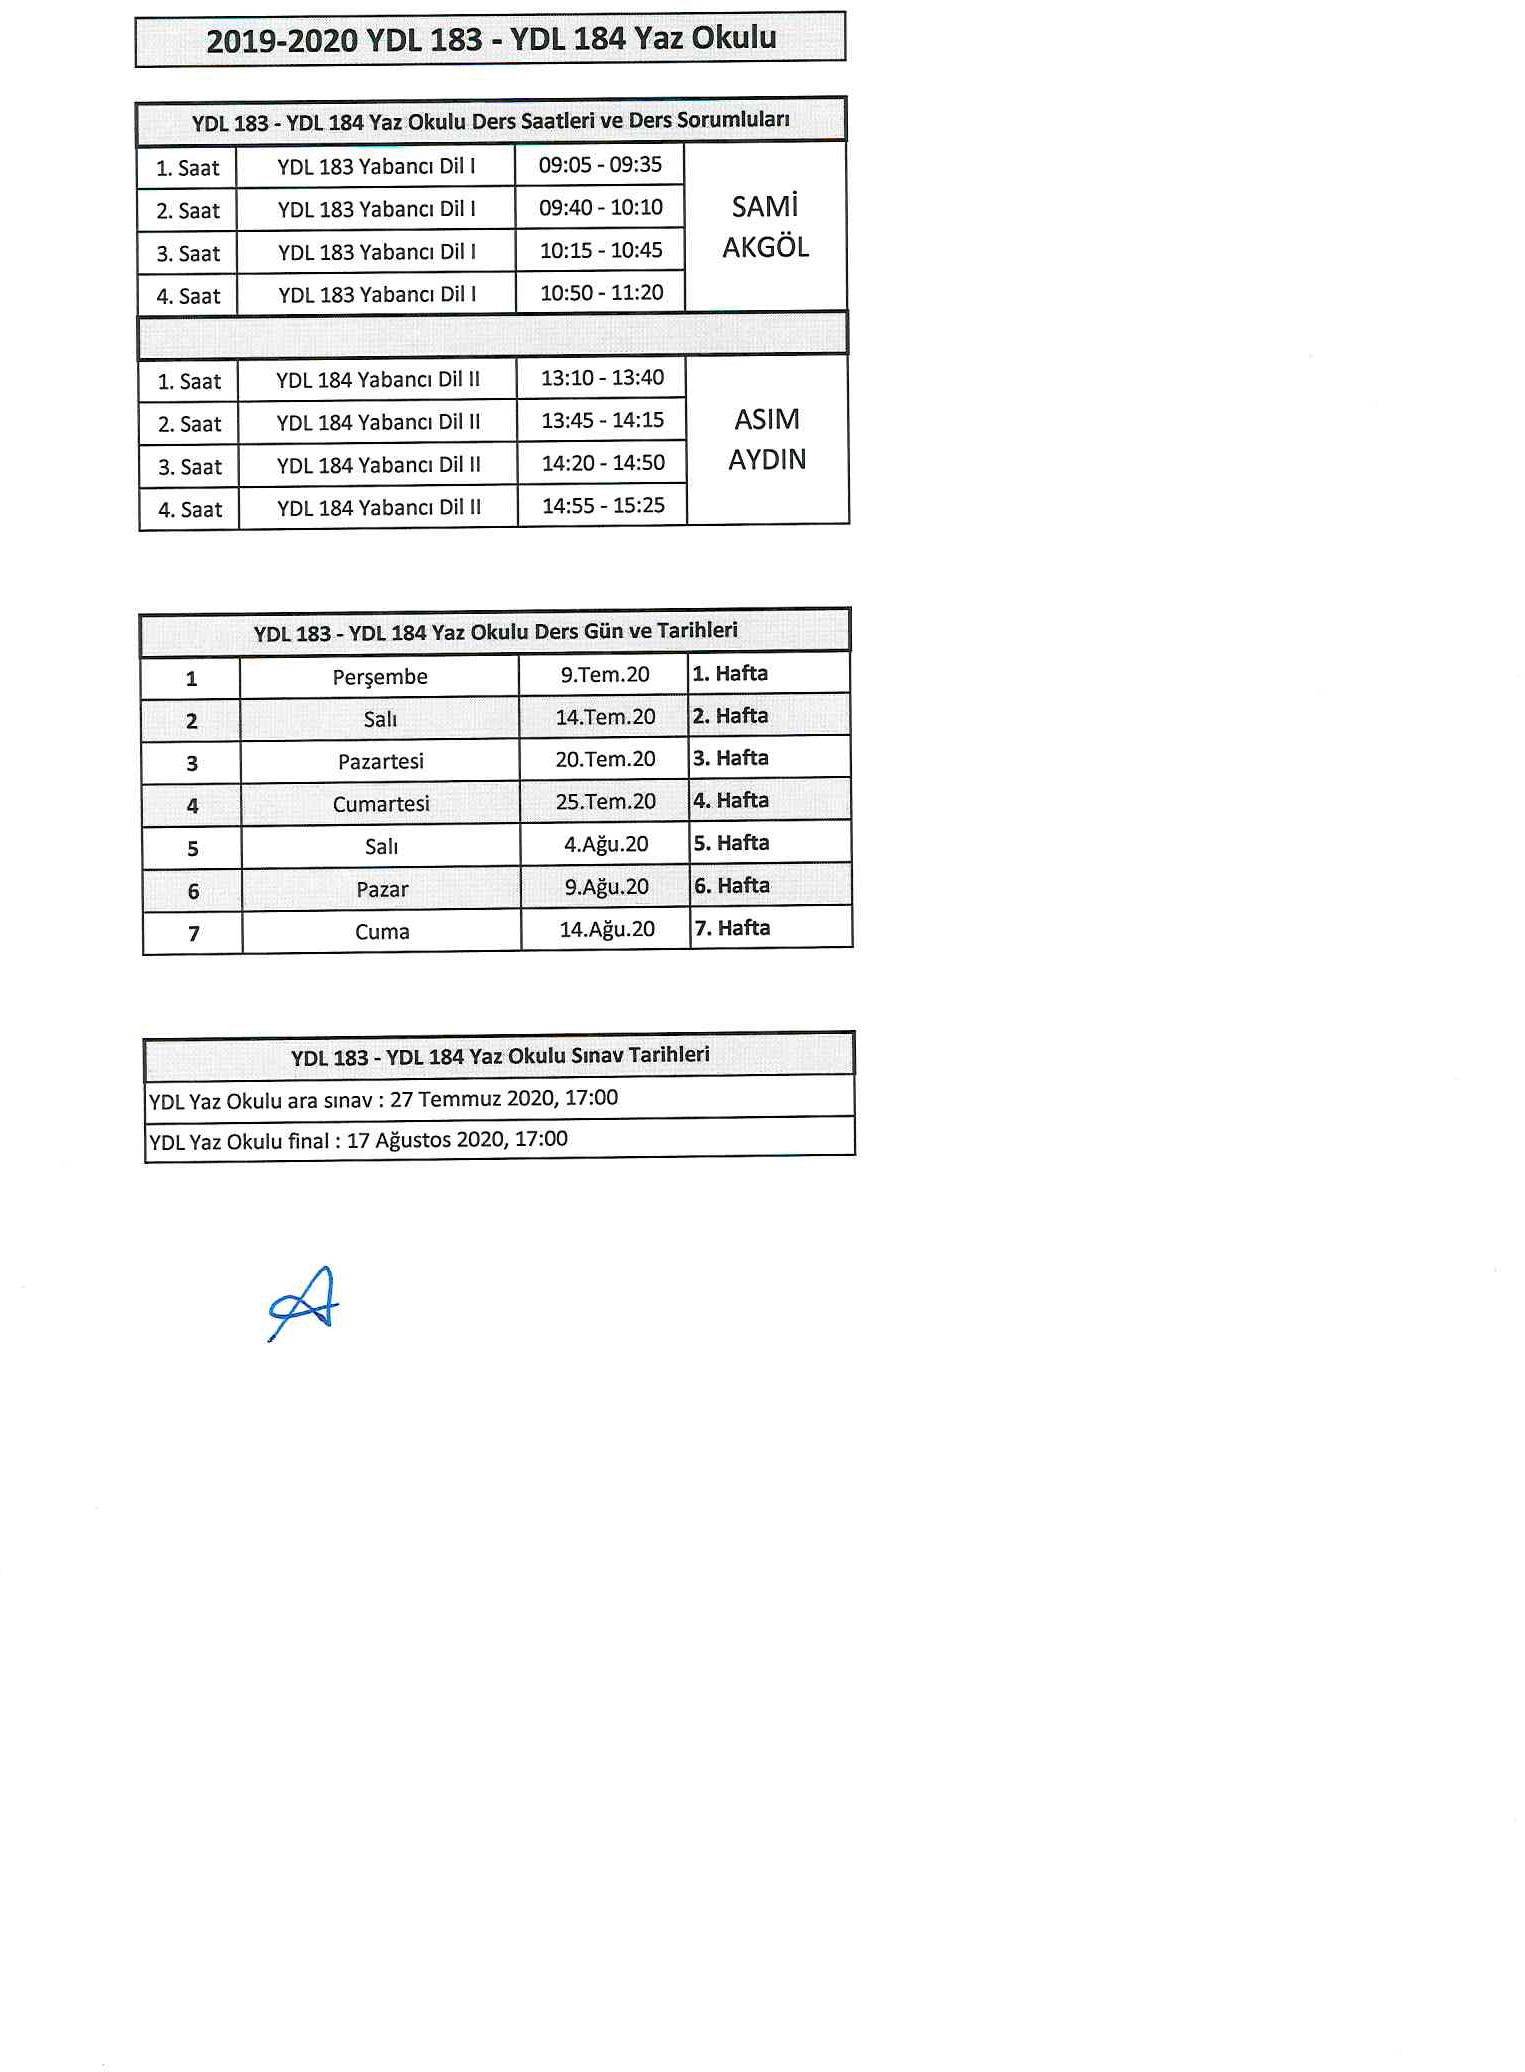 2019-2020 YDL 183 - YDL 184 Yaz Okulu
YDL 183 - YDL 184 Yaz Okulu Ders Saatleri ve Ders Sorumluları
1. Saat YDL 183 Yabancı Dil I 09:05 - 09:35
2. Saat YDL 183 Yabancı Dil I 09:40 - 10:10
3. Saat YDL 183 Yabancı Dil I 10:15 - 10:45
4. Saat YDL 183 Yabancı Dil I 10:50 - 11:20
SAMİ
AKGÖL
1. Saat YDL 184 Yabancı Dil II 13:10 - 13:40
2. Saat YDL 184 Yabancı Dil II 13:45 - 14:15
3. Saat YDL 184 Yabancı Dil II 14:20 - 14:50
4. Saat YDL 184 Yabancı Dil II 14:55 - 15:25
ASIM
AYDIN
YDL 183 - YDL 184 Yaz Okulu Ders Gün ve Tarihleri
1 Perşembe 9.Tem.20 1. Hafta
2 Salı 14.Tem.20 2. Hafta
3 Pazartesi 20.Tem.20 3. Hafta
4 Cumartesi 25.Tem.20 4. Hafta
5 Salı 4.Ağu.20 5. Hafta
6 Pazar 9.Ağu.20 6. Hafta
7 Cuma 14.Ağu.20 7. Hafta
YDL 183 - YDL 184 Yaz Okulu Sınav Tarihleri
YDL Yaz Okulu ara sınav : 27 Temmuz 2020, 17:00
YDL Yaz Okulu final : 17 Ağustos 2020, 17:00